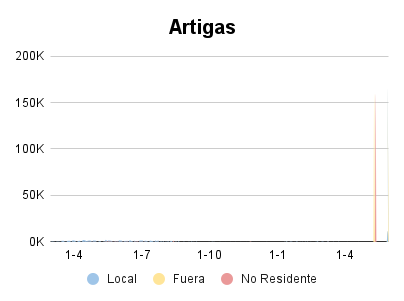 Artigas
200K
150K
100K
50K
0K
1-4 1-7 1-10 1-1 1-4
Local Fuera No Residente